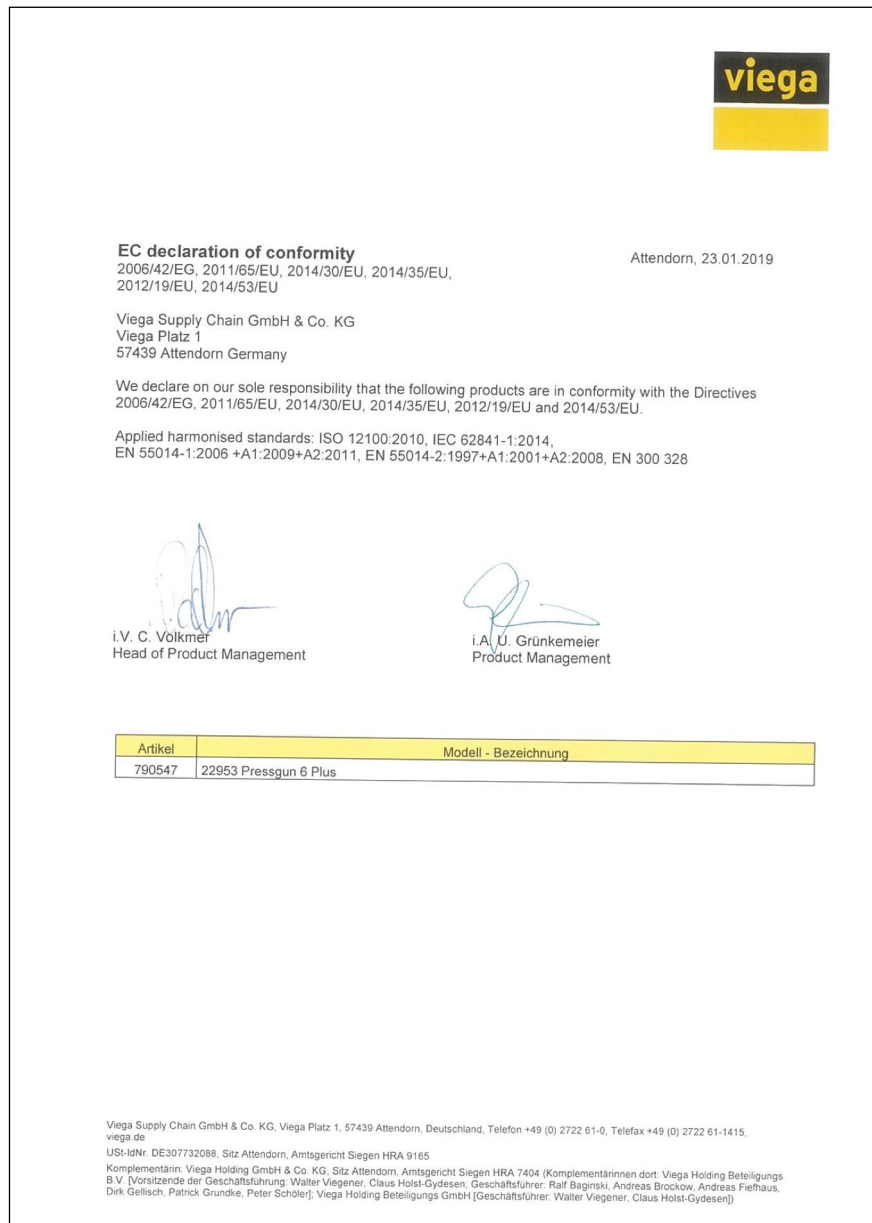 viega
EC declaration of conformity
Attendorn, 23.01.2019
2006/42/EG, 2011/65/EU, 2014/30/EU, 2014/35/EU,
2012/19/EU, 2014/53/EU
Viega Supply Chain GmbH & Co. KG
Viega Platz 1
57439 Attendorn Germany
We declare on our sole responsibility that the following products are in conformity with the Directives
2006/42/EG, 2011/65/EU, 2014/30/EU, 2014/35/EU, 2012/19/EU and 2014/53/EU.
Applied harmonised standards: ISO 12100:2010, IEC 62841-1:2014,
EN 55014-1:2006 +A1:2009+A2:2011, EN 55014-2:1997+A1:2001+A2:2008, EN 300 328
i.V. C. Volkmer
Head of Product Management
i.A. U. Grünkemeier
Product Management
Artikel Modell - Bezeichnung
790547 22953 Pressgun 6 Plus
Viega Supply Chain GmbH & Co. KG, Viega Platz 1, 57439 Attendorn, Deutschland, Telefon +49 (0) 2722 61-0, Telefax +49 (0) 2722 61-1415,
viega.de
USt-IdNr. DE307732088, Sitz Attendorn, Amtsgericht Siegen HRA 9165
Komplementärin: Viega Holding GmbH & Co. KG, Sitz Attendorn, Amtsgericht Siegen HRA 7404 (Komplementärinnen dort: Viega Holding Beteiligungs
B.V. [Vorsitzende der Geschäftsführung: Walter Viegener, Claus Holst-Gydesen; Geschäftsführer: Ralf Baginski, Andreas Brockow, Andreas Fiefhaus,
Dirk Gellisch, Patrick Grundke, Peter Schöler]; Viega Holding Beteiligungs GmbH [Geschäftsführer: Walter Viegener, Claus Holst-Gydesen])